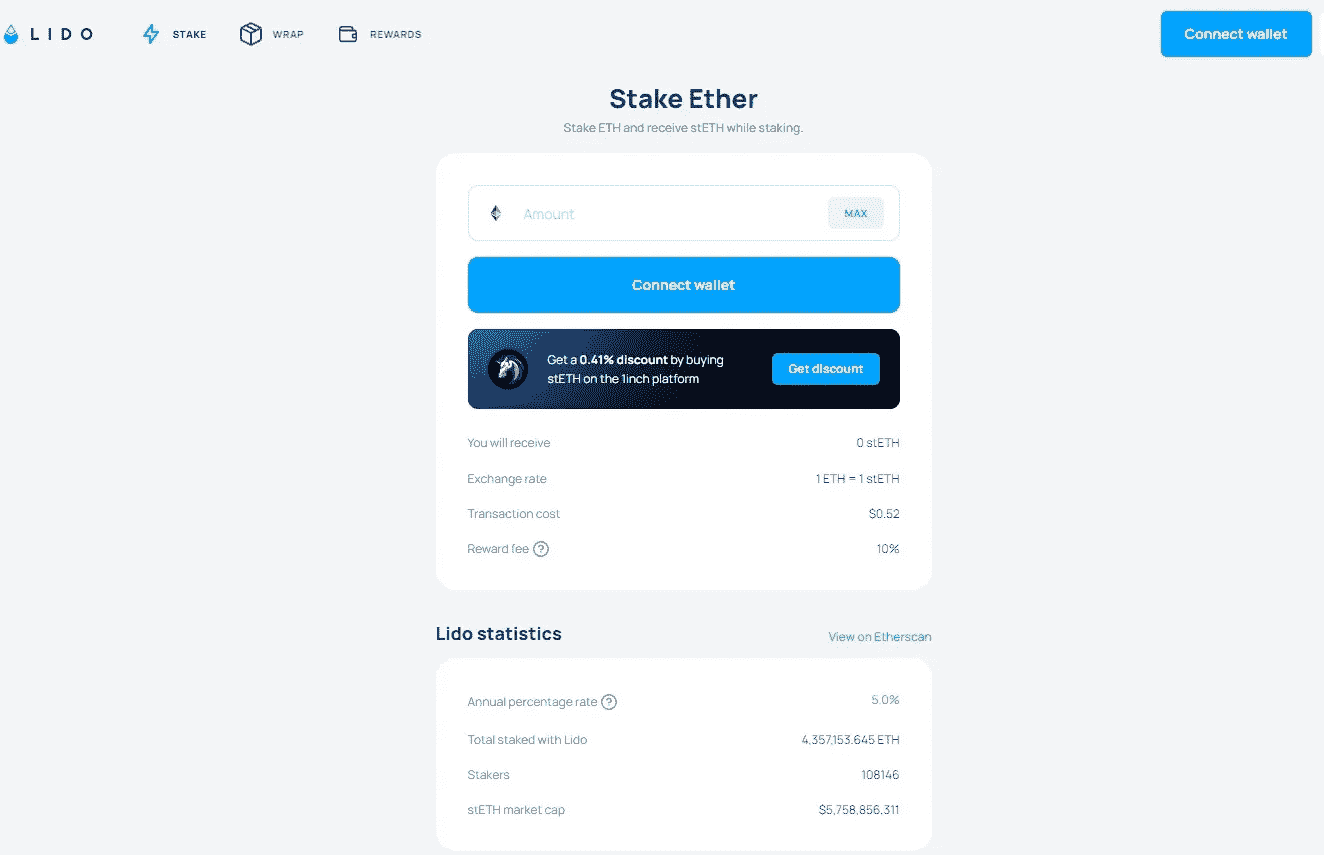 LIDO STAKE WRAP REWARDS Connect wallet
Stake Ether
Stake ETH and receive stETH while staking.
Amount MAX
Connect wallet
Get a 0.41% discount by buying
stETH on the 1inch platform
Get discount
You will receive 0 stETH
Exchange rate 1 ETH = 1 stETH
Transaction cost $0.52
Reward fee ? 10%
Lido statistics View on Etherscan
Annual percentage rate ? 5.0%
Total staked with Lido 4,357,153.645 ETH
Stakers 108146
stETH market cap $5,758,856,311